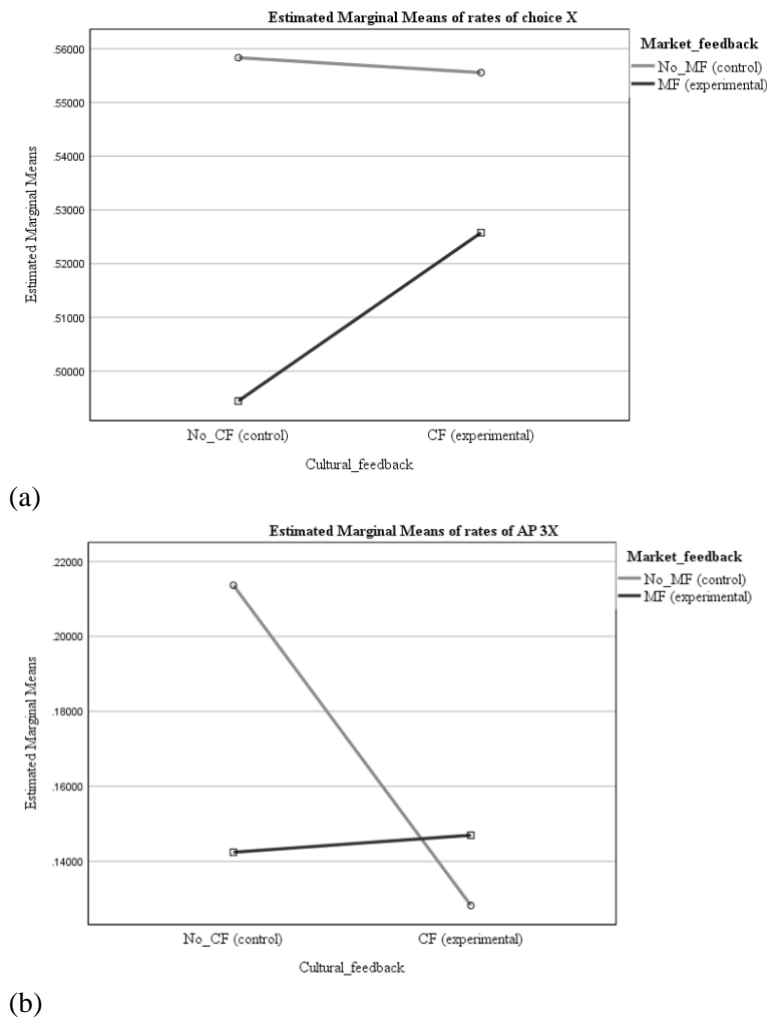 Estimated Marginal Means of rates of choice X
Market_feedback
No_MF (control)
MF (experimental)
Estimated Marginal Means
.56000
.55000
.54000
.53000
.52000
.51000
.50000
No_CF (control) CF (experimental)
Cultural_feedback
(a)
Estimated Marginal Means of rates of AP 3X
Market_feedback
No_MF (control)
MF (experimental)
Estimated Marginal Means
.22000
.20000
.18000
.16000
.14000
No_CF (control) CF (experimental)
Cultural_feedback
(b)